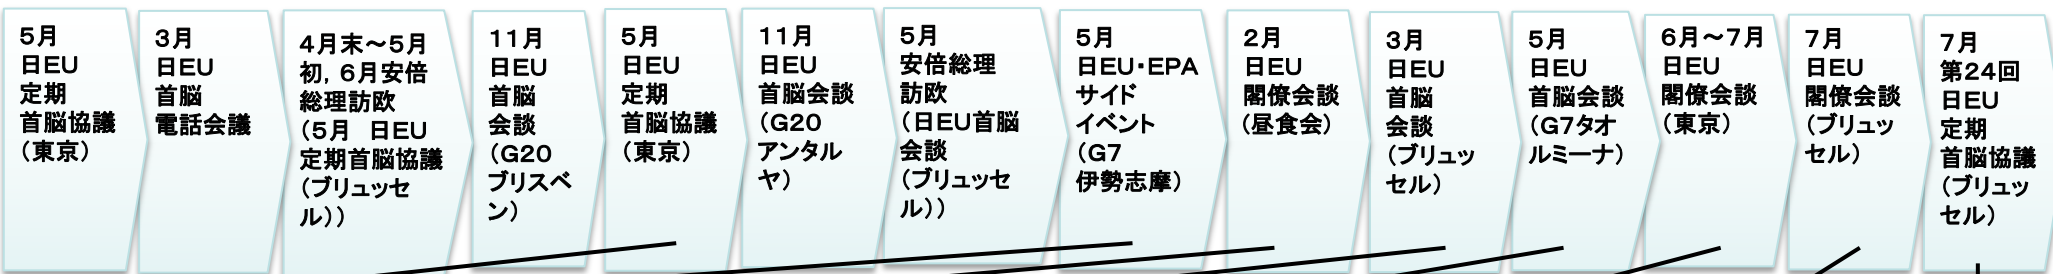 5月
日EU
定期
首脳協議
（東京）
3月
日EU
首脳
電話会議
4月末～5月
初，6月安倍
総理訪欧
（5月　日EU
定期首脳協議
（ブリュッセ
ル））
11月
日EU
首脳
会談
（G20
ブリスベ
ン）
5月
日EU
定期
首脳協議
（東京）
11月
日EU
首脳会談
（G20
アンタル
ヤ）
5月
安倍総理
訪欧
（日EU首脳
会談
（ブリュッセ
ル））
5月
日EU・EPA
サイド
イベント
（G7
伊勢志摩）
2月
日EU
閣僚会談
（昼食会）
3月
日EU
首脳
会談
（ブリュッ
セル）
5月
日EU
首脳会談
（G7タオ
ルミーナ）
6月～7月
日EU
閣僚会談
（東京）
7月
日EU
閣僚会談
（ブリュッ
セル）
7月
第24回
日EU
定期
首脳協議
（ブリュッ
セル）